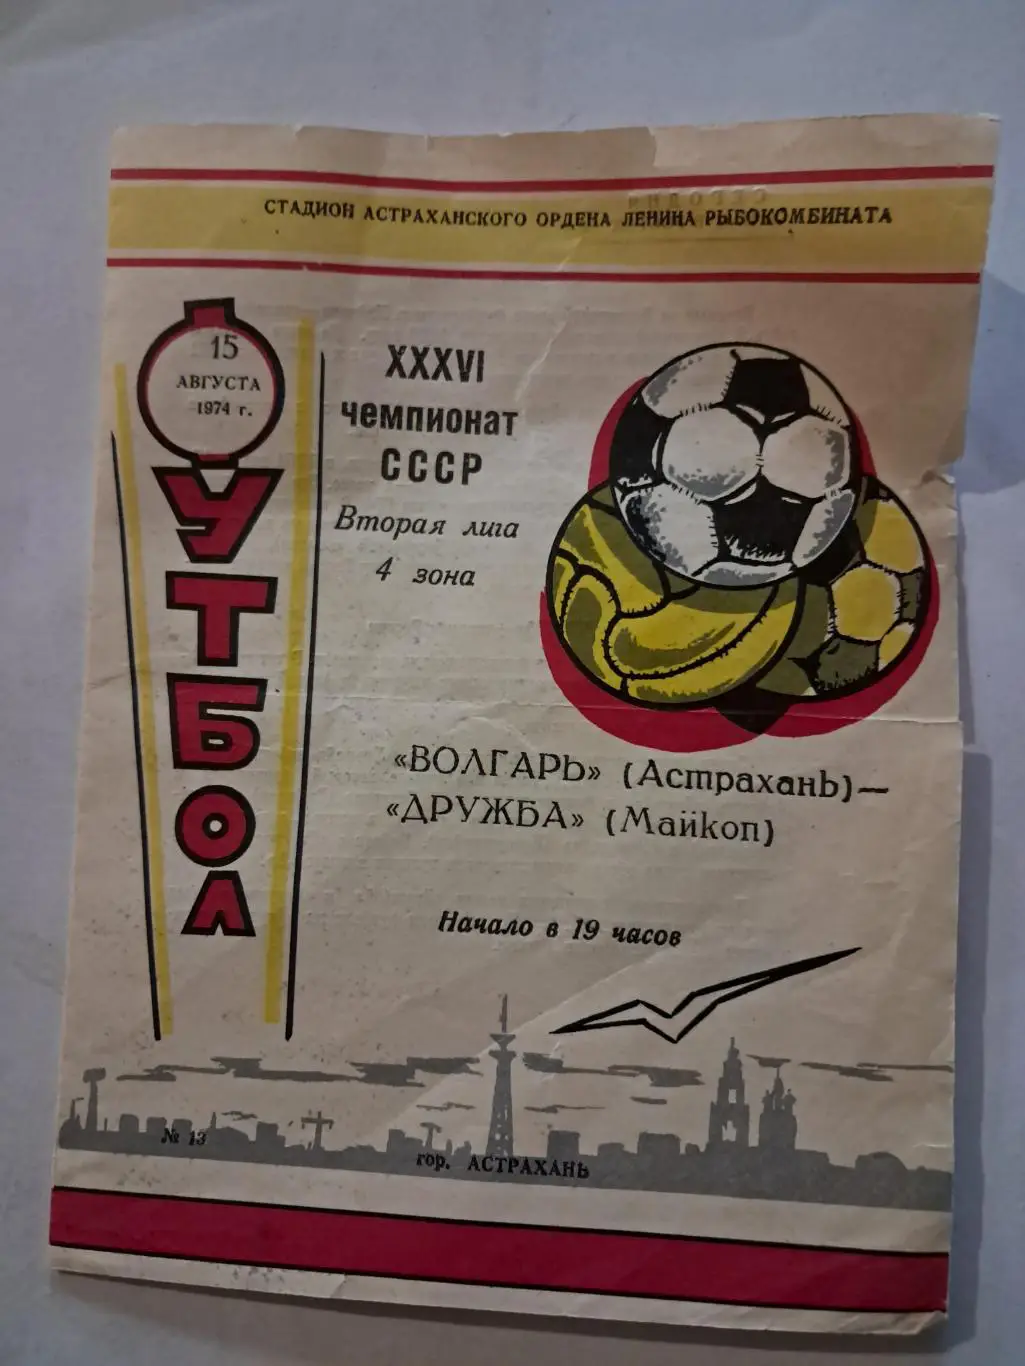 СТАДИОН АСТРАХАНСКОГО ОРДЕНА ЛЕНИНА РЫБОКОМБИНАТА
15
АВГУСТА
1974 г.
ФУТБОЛ
XXXVI
чемпионат
СССР
Вторая лига
4 зона
«ВОЛГАРЬ» (Астрахань)—
«ДРУЖБА» (Майкоп)
Начало в 19 часов
№ 13
гор. АСТРАХАНЬ